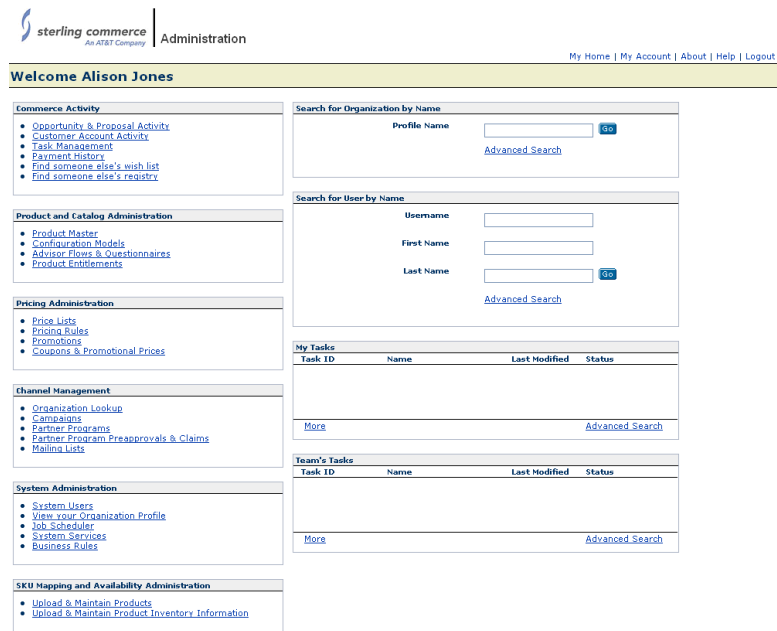 sterling commerce
An AT&T Company
Administration
My Home | My Account | About | Help | Logout
Welcome Alison Jones
Commerce Activity
Opportunity & Proposal Activity
Customer Account Activity
Task Management
Payment History
Find someone else's wish list
Find someone else's registry
Product and Catalog Administration
Product Master
Configuration Models
Advisor Flows & Questionnaires
Product Entitlements
Pricing Administration
Price Lists
Pricing Rules
Promotions
Coupons & Promotional Prices
Channel Management
Organization Lookup
Campaigns
Partner Programs
Partner Program Preapprovals & Claims
Mailing Lists
System Administration
System Users
View your Organization Profile
Job Scheduler
System Services
Business Rules
SKU Mapping and Availability Administration
Upload & Maintain Products
Upload & Maintain Product Inventory Information
Search for Organization by Name
Profile Name Go
Advanced Search
Search for User by Name
Username
First Name
Last Name Go
Advanced Search
My Tasks
Task ID Name Last Modified Status
More Advanced Search
Team's Tasks
Task ID Name Last Modified Status
More Advanced Search